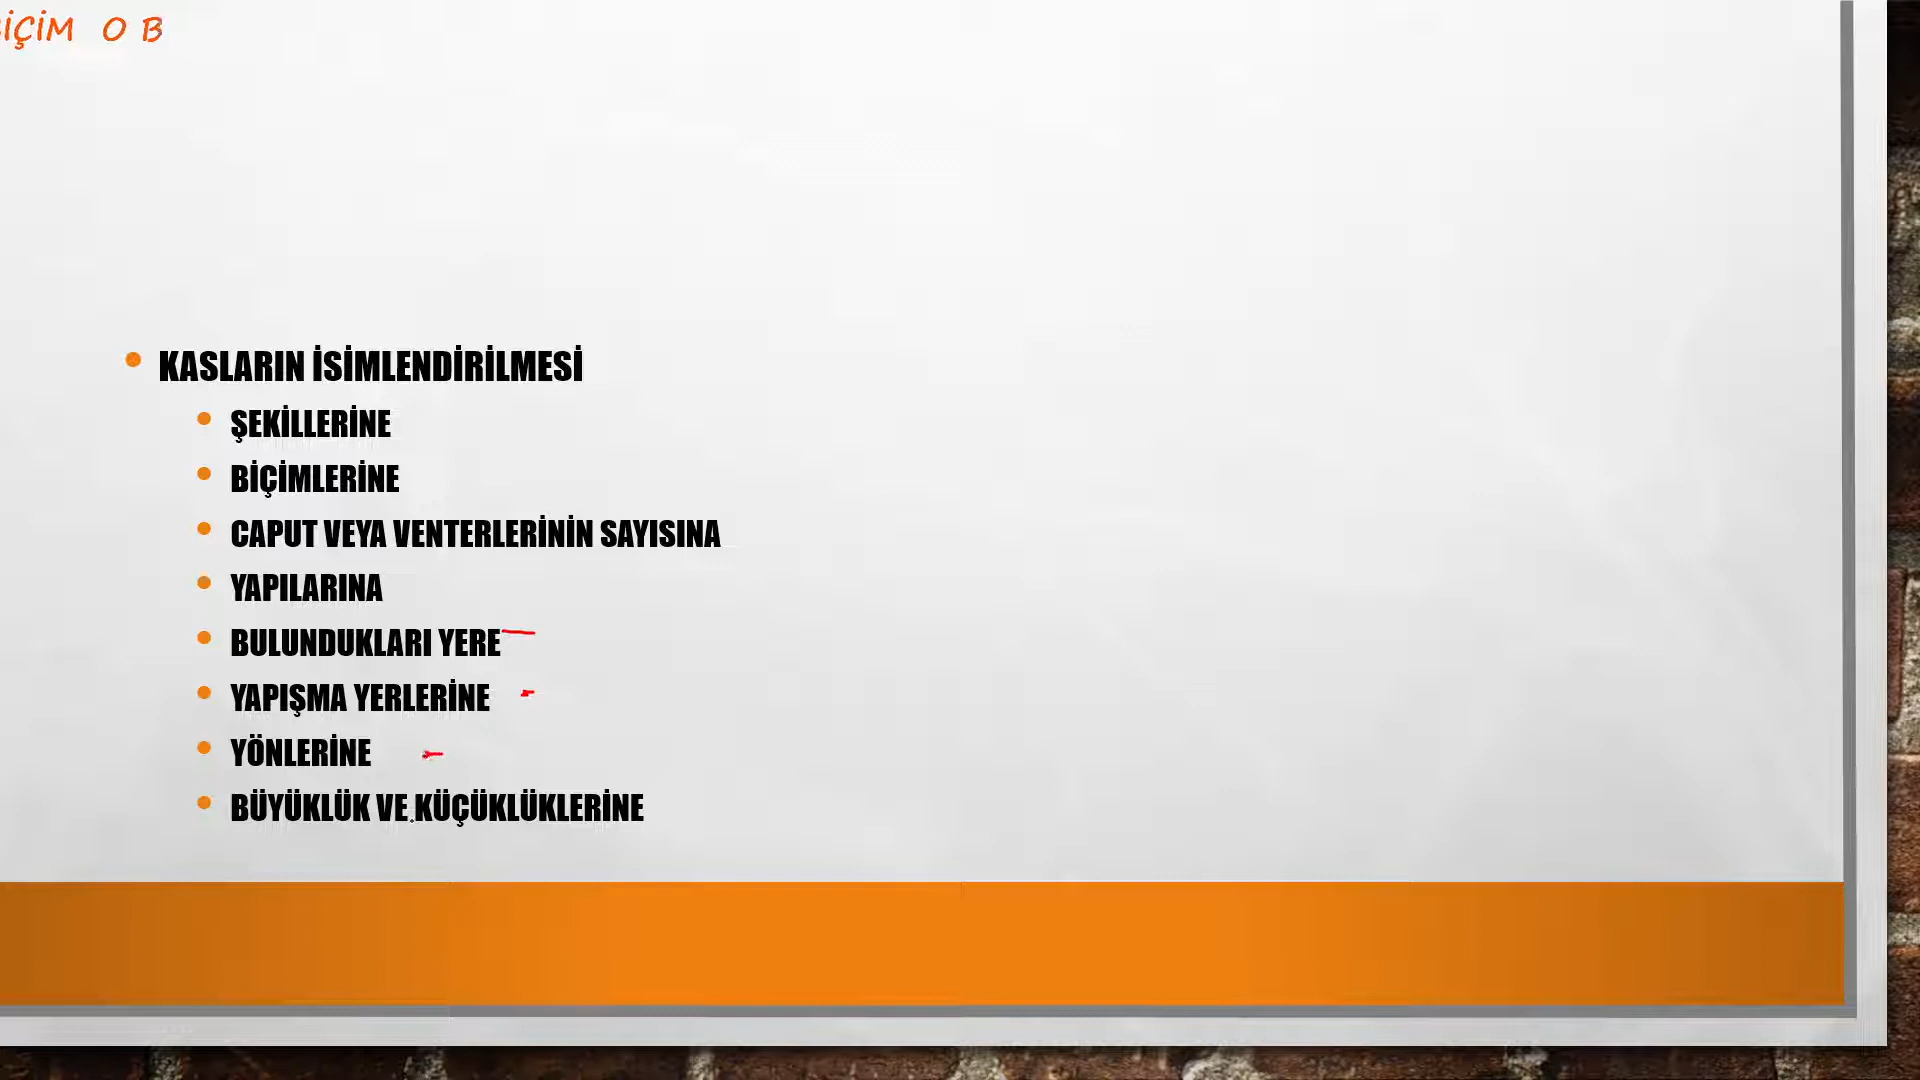 İÇİM O B
KASLARIN İSİMLENDİRİLMESİ
ŞEKİLLERİNE
BİÇİMLERİNE
CAPUT VEYA VENTERLERİNİN SAYISINA
YAPILARINA
BULUNDUKLARI YERE
YAPIŞMA YERLERİNE
YÖNLERİNE
BÜYÜKLÜK VE KÜÇÜKLÜKLERİNE